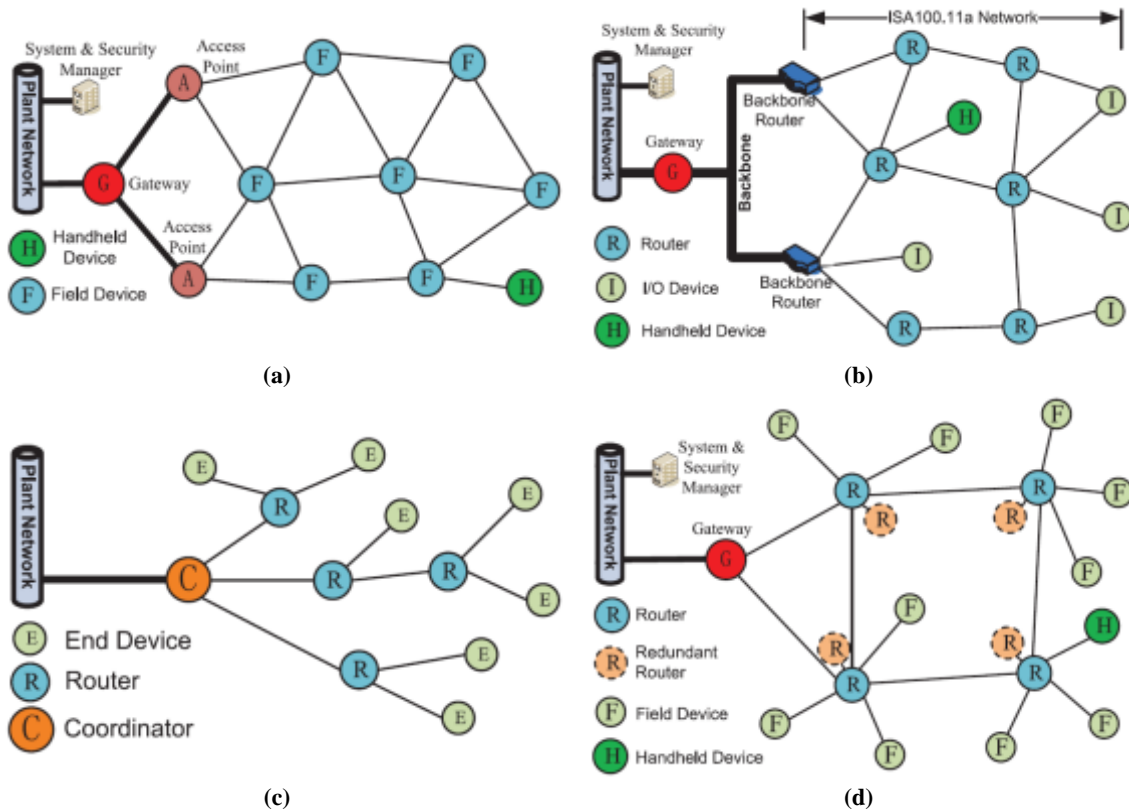 System & Security
Manager
Access
Point
A
F
F
Plant Network
G
Gateway
F
F
F
Access
Point
H
Handheld
Device
A
F
F
F
Field Device
H
(a)
ISA100.11a Network
System & Security
Manager
R
R
Backbone
Router
I
H
Plant Network
Gateway
G
Backbone
R
R
I
R
Router
I
I
I/O Device
Backbone
Router
H
Handheld Device
R
R
I
(b)
Plant Network
E
E
R
E
E
C
R
R
E
E
End Device
R
Router
R
E
C
Coordinator
E
(c)
Plant Network
System &
Security
Manager
F
F
F
R
R
F
R
R
Gateway
G
F
R
Router
F
H
R
Redundant
Router
R
R
R
R
F
Field Device
F
F
F
F
H
Handheld Device
(d)